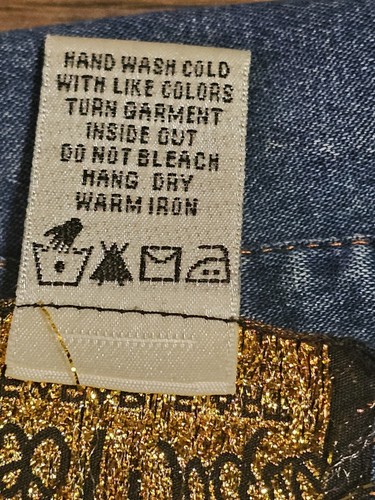 HAND WASH COLD
WITH LIKE COLORS
TURN GARMENT
INSIDE OUT
DO NOT BLEACH
HANG DRY
WARM IRON